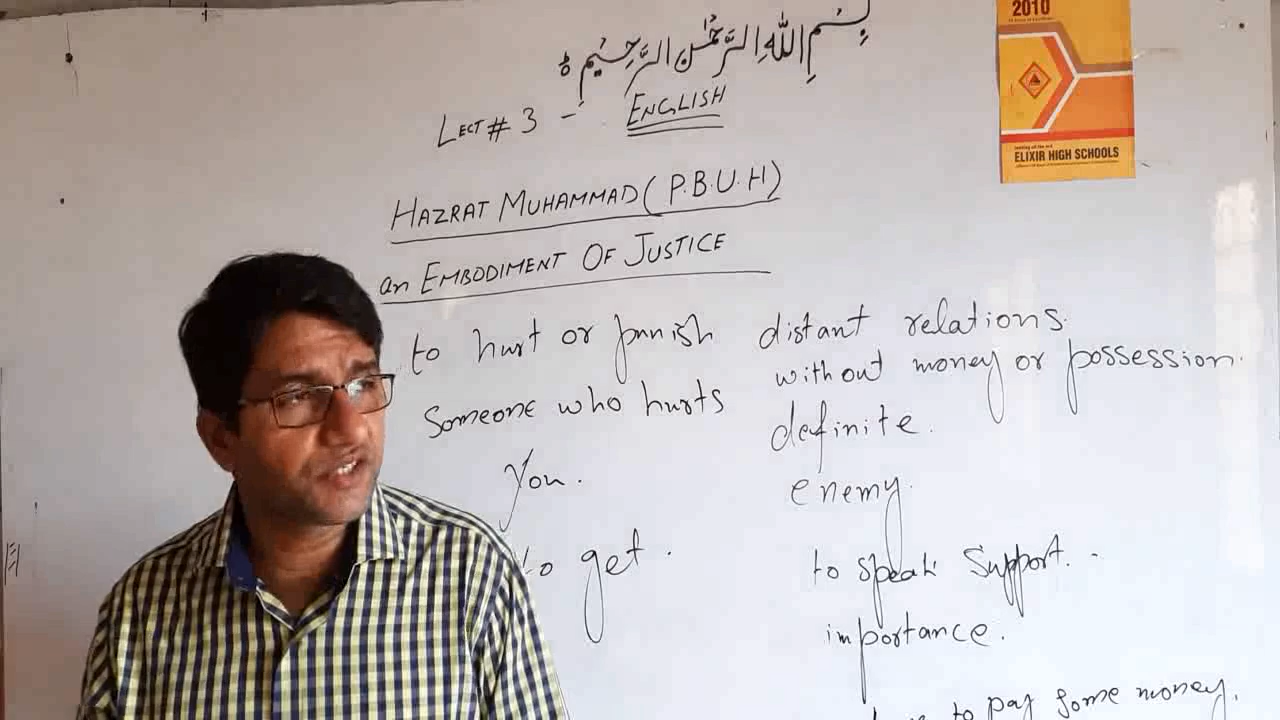 بِسْمِ اللّٰهِ الرَّحْمٰنِ الرَّحِيْمِ
LECT # 3 - ENGLISH
HAZRAT MUHAMMAD (P.B.U.H)
an EMBODIMENT OF JUSTICE
to hurt or punish
Someone who hurts
You.
to get.
distant relations.
without money or possession.
definite.
enemy.
to speak support.
importance.
to pay some money.
2010
ELIXIR HIGH SCHOOLS